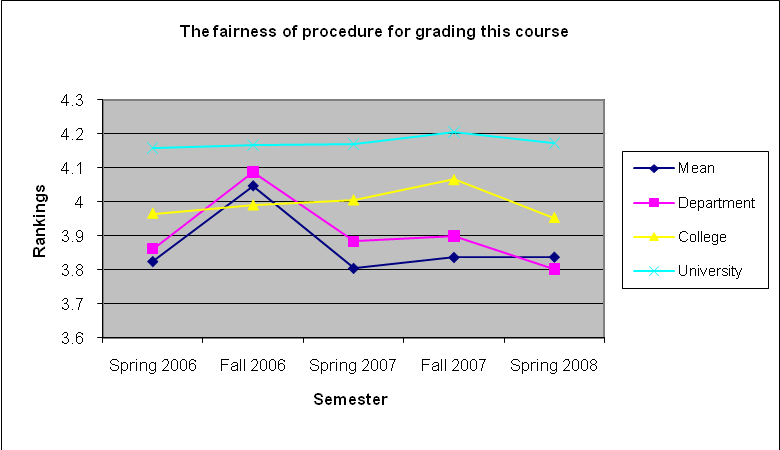 The fairness of procedure for grading this course
4.3
4.2
4.1
4
3.9
3.8
3.7
3.6
Rankings
Spring 2006 Fall 2006 Spring 2007 Fall 2007 Spring 2008
Semester
Mean
Department
College
University